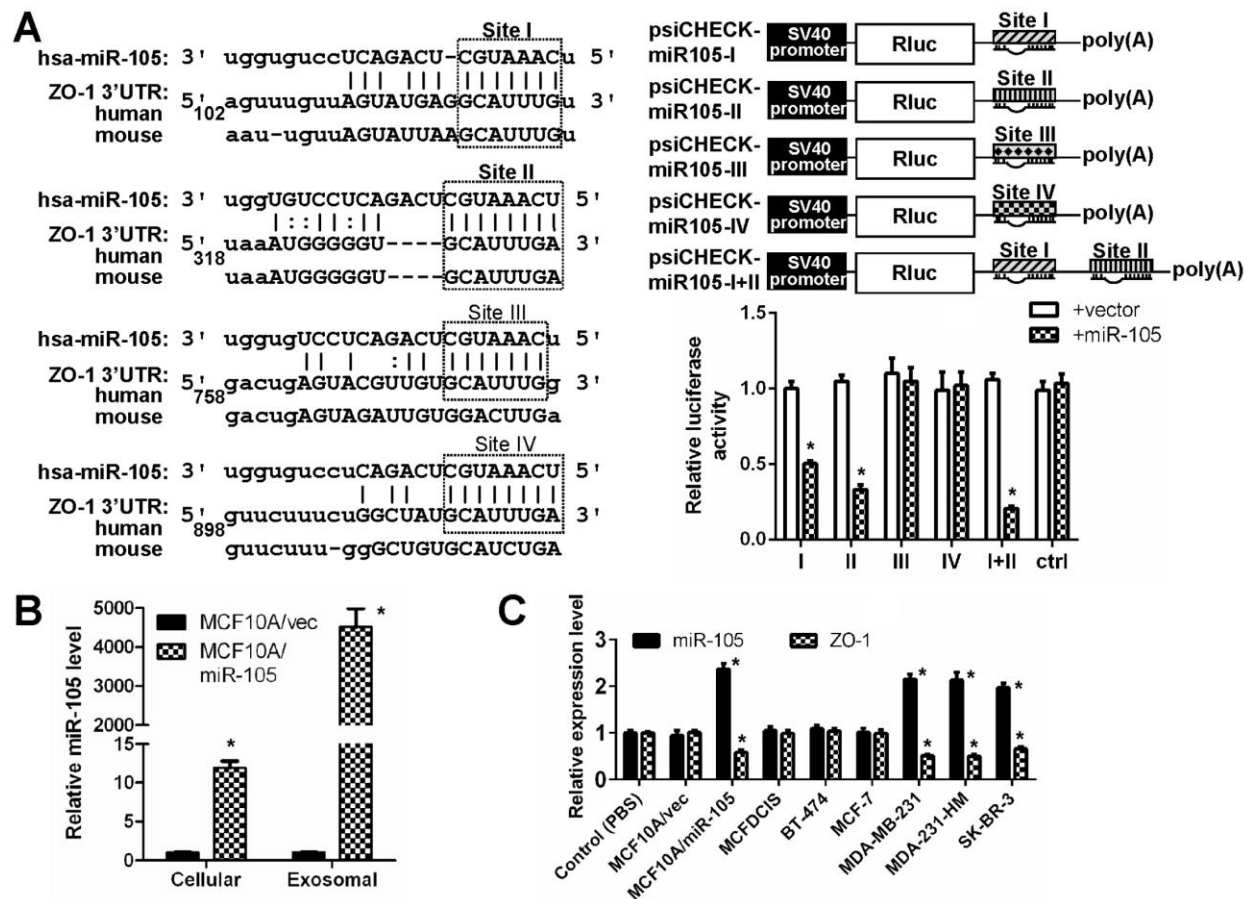 A
Site I
hsa-miR-105: 3' ugguguccUCAGACU-CGUAAACu 5'
ZO-1 3'UTR:
human 5' 102 aguuuguuAGUAUGAGGCAUUUGu 3'
mouse aau-uguuAGUAUUAAGCAUUUGu
Site II
hsa-miR-105: 3' uggUGUCCUCAGACUCGUAAACU 5'
ZO-1 3'UTR:
human 5' 318 uaaAUGGGGGU----GCAUUUGA 3'
mouse uaaAUGGGGGU----GCAUUUGA
Site III
hsa-miR-105: 3' ugguguCCUCAGACUCGUAAACu 5'
ZO-1 3'UTR:
human 5' 758 gacugAGUACGUUGUGCAUUUGg 3'
mouse gacugAGUAGAUUGUGGACUUGa
Site IV
hsa-miR-105: 3' ugguguccuCAGACUCGUAAACU 5'
ZO-1 3'UTR:
human 5' 898 guucuuucuGGCUAUGCAUUUGA 3'
mouse guucuuu-ggGCUGUGCAUCUGA
psiCHECK-
miR105-I
SV40
promoter
Rluc
Site I
poly(A)
psiCHECK-
miR105-II
SV40
promoter
Rluc
Site II
poly(A)
psiCHECK-
miR105-III
SV40
promoter
Rluc
Site III
poly(A)
psiCHECK-
miR105-IV
SV40
promoter
Rluc
Site IV
poly(A)
psiCHECK-
miR105-I+II
SV40
promoter
Rluc
Site I
Site II
poly(A)
Relative luciferase
activity
1.5
1.0
0.5
0.0
+vector
+miR-105
* * *
I II III IV I+II ctrl
B
Relative miR-105 level
5000
4000
3000
2000
15
10
5
0
MCF10A/vec
MCF10A/
miR-105
* *
Cellular Exosomal
C
Relative expression level
3
2
1
0
miR-105 ZO-1
* * * * * * * *
Control (PBS)
MCF10A/vec
MCF10A/miR-105
MCFDCIS
BT-474
MCF-7
MDA-MB-231
MDA-231-HM
SK-BR-3